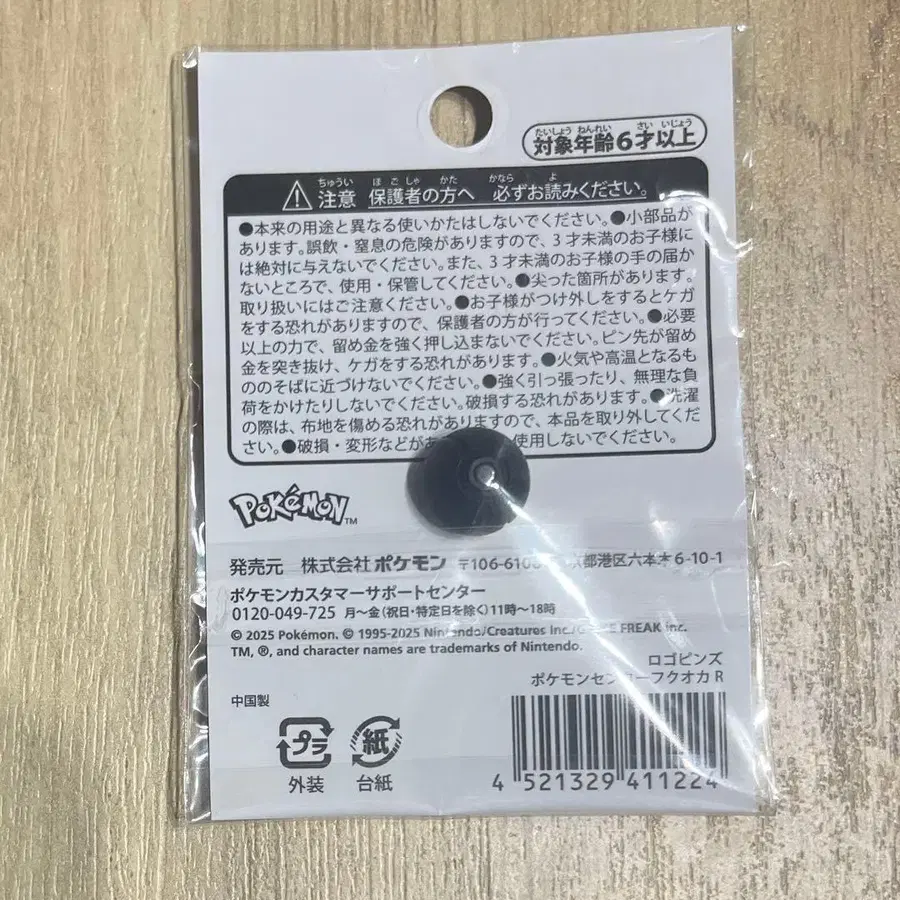 対象年齢6才以上
たいしょう ねんれい さい いじょう
注意 保護者の方へ 必ずお読みください。
ちゅうい ほごしゃ かた かなら よ
●本来の用途と異なる使いかたはしないでください。●小部品が
あります。誤飲・窒息の危険がありますので、3才未満のお子様に
は絶対に与えないでください。また、3才未満のお子様の手の届か
ないところで、使用・保管してください。●尖った箇所があります。
取り扱いにはご注意ください。●お子様がつけ外しをするとケガ
をする恐れがありますので、保護者の方が行ってください。●必要
以上の力で、留め金を強く押し込まないでください。ピン先が留め
金を突き抜け、ケガをする恐れがあります。●火気や高温となるも
ののそばに近づけないでください。●強く引っ張ったり、無理な負
荷をかけたりしないでください。破損する恐れがあります。●洗濯
の際は、布地を傷める恐れがありますので、本品を取り外してくだ
さい。●破損・変形などがあ 使用しないでください。
POKéMON™
発売元 株式会社ポケモン 〒106-610 京都港区六本木6-10-1
ポケモンカスタマーサポートセンター
0120-049-725 月～金（祝日・特定日を除く）11時～18時
© 2025 Pokémon. © 1995-2025 Nintendo/Creatures Inc./GAME FREAK inc.
TM, ®, and character names are trademarks of Nintendo.
ロゴピンズ
ポケモンセンターフクオカ R
中国製
プラ
外装
紙
台紙
4 521329 411224